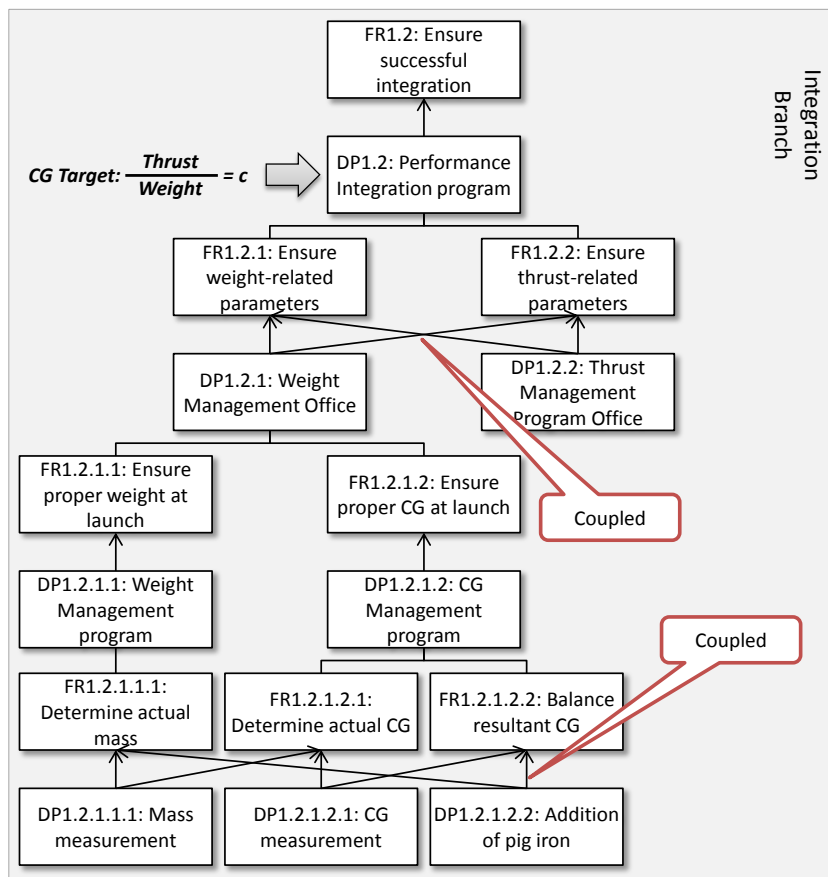 FR1.2: Ensure
successful
integration
Integration
Branch
CG Target: Thrust
Weight = c
DP1.2: Performance
Integration program
FR1.2.1: Ensure
weight-related
parameters
FR1.2.2: Ensure
thrust-related
parameters
DP1.2.1: Weight
Management Office
DP1.2.2: Thrust
Management
Program Office
FR1.2.1.1: Ensure
proper weight at
launch
FR1.2.1.2: Ensure
proper CG at launch
Coupled
DP1.2.1.1: Weight
Management
program
DP1.2.1.2: CG
Management
program
Coupled
FR1.2.1.1.1:
Determine actual
mass
FR1.2.1.2.1:
Determine actual CG
FR1.2.1.2.2: Balance
resultant CG
DP1.2.1.1.1: Mass
measurement
DP1.2.1.2.1: CG
measurement
DP1.2.1.2.2: Addition
of pig iron